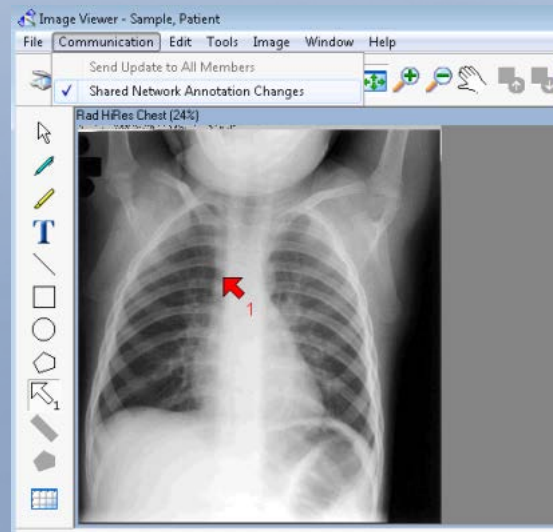 Image Viewer - Sample, Patient
File Communication Edit Tools Image Window Help
Send Update to All Members
✓ Shared Network Annotation Changes
Rad HiRes Chest (24%)
T
1
1